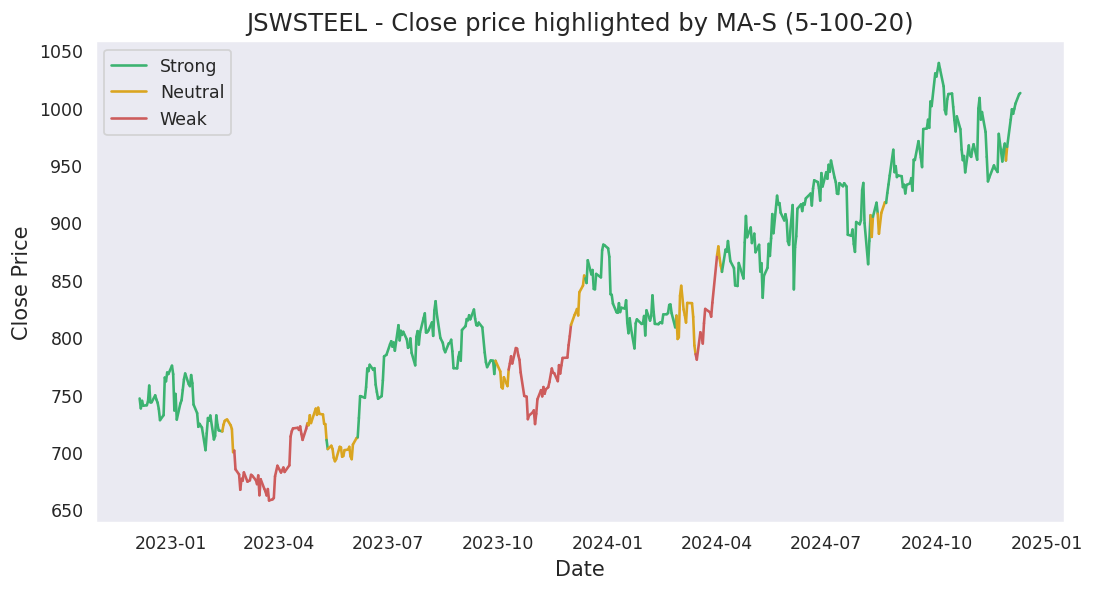 JSWSTEEL - Close price highlighted by MA-S (5-100-20)
Strong
Neutral
Weak
Close Price
1050
1000
950
900
850
800
750
700
650
2023-01 2023-04 2023-07 2023-10 2024-01 2024-04 2024-07 2024-10 2025-01
Date